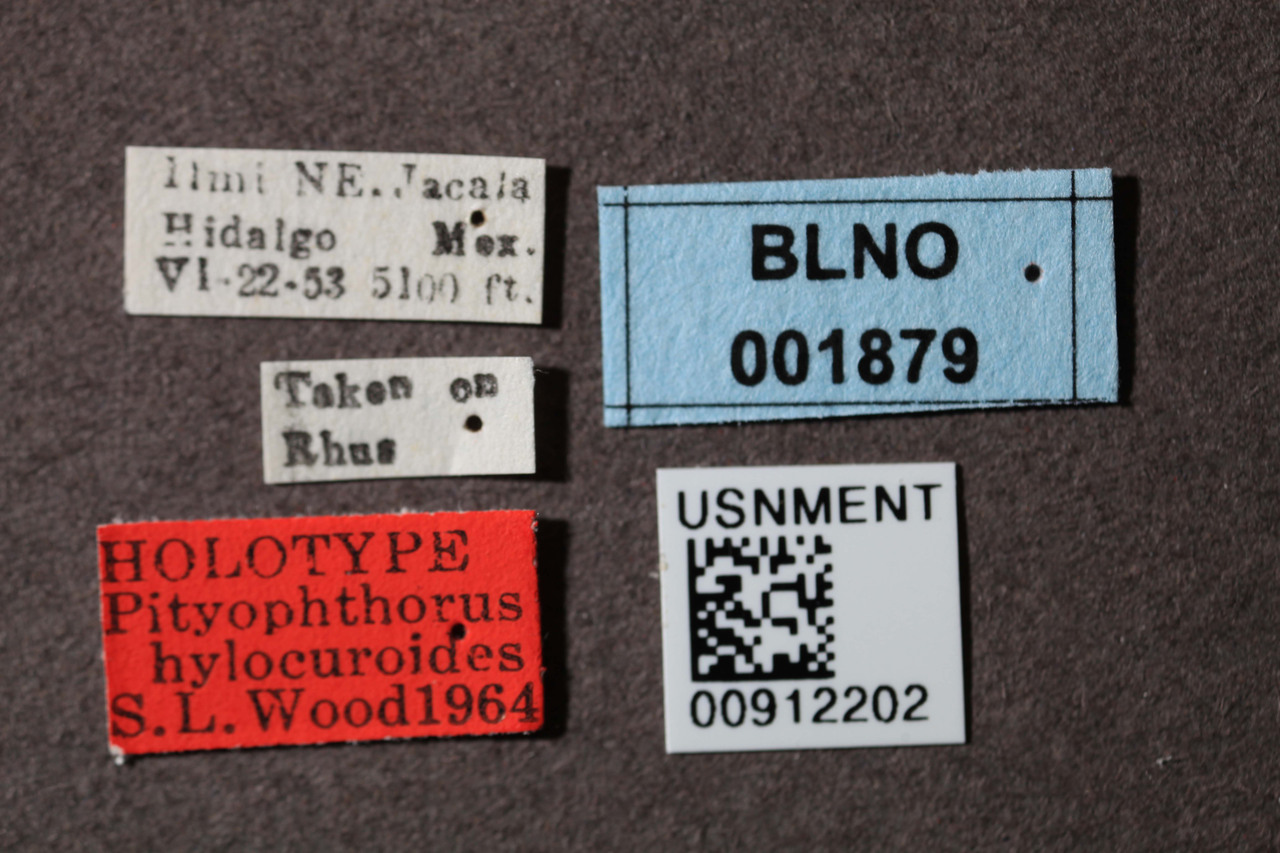 11mi NE. Jacala
Hidalgo Mex.
VI-22-53 5100 ft.
Taken on
Rhus
HOLOTYPE
Pityophthorus
hylocuroides
S.L.Wood1964
BLNO
001879
USNMENT
00912202